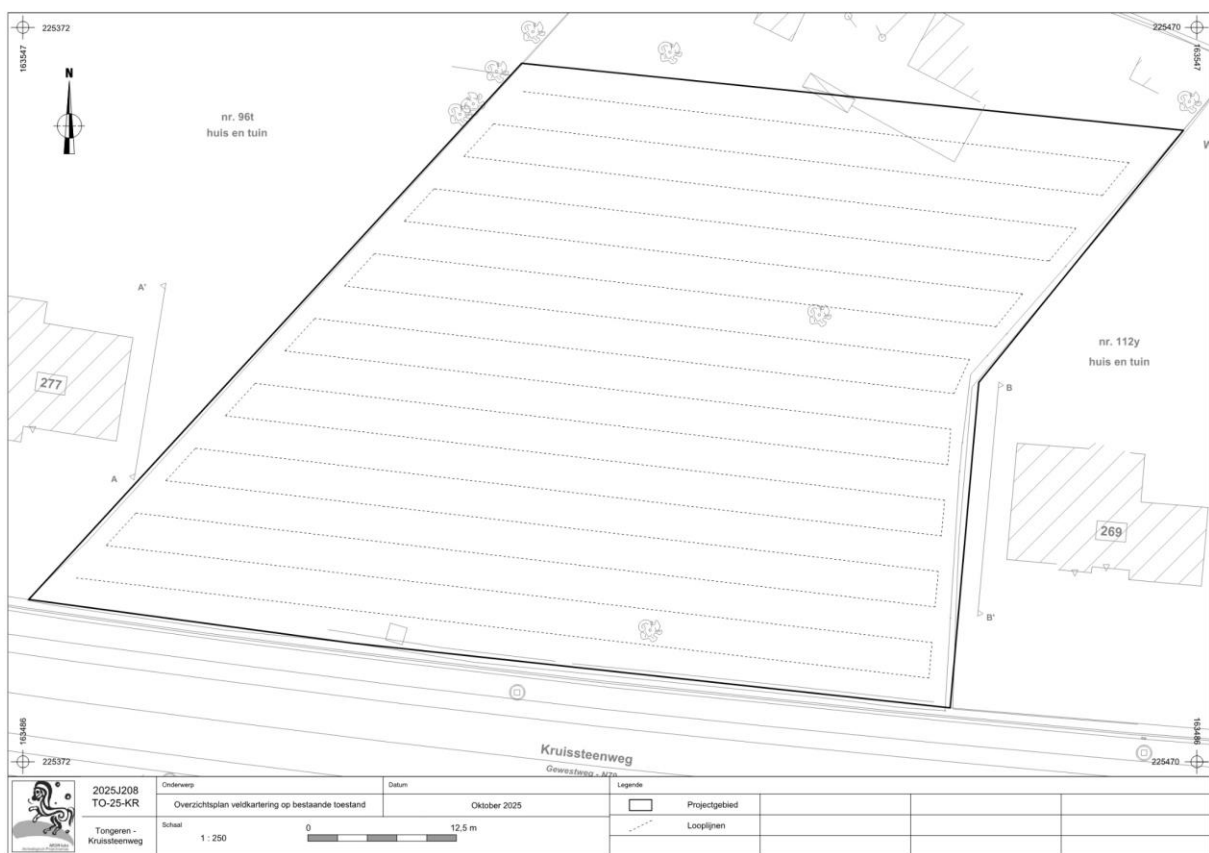 225372
225470
163547
163547
N
nr. 96t
huis en tuin
A'
nr. 112y
huis en tuin
277
B
A
269
B'
163486
163486
Kruissteenweg
225372
225470
Gewestweg - N79
2025J208
TO-25-KR
Onderwerp
Overzichtsplan veldkartering op bestaande toestand
Datum
Oktober 2025
Legende
Projectgebied
Looplijnen
Tongeren -
Kruissteenweg
Schaal
1 : 250
0
12,5 m